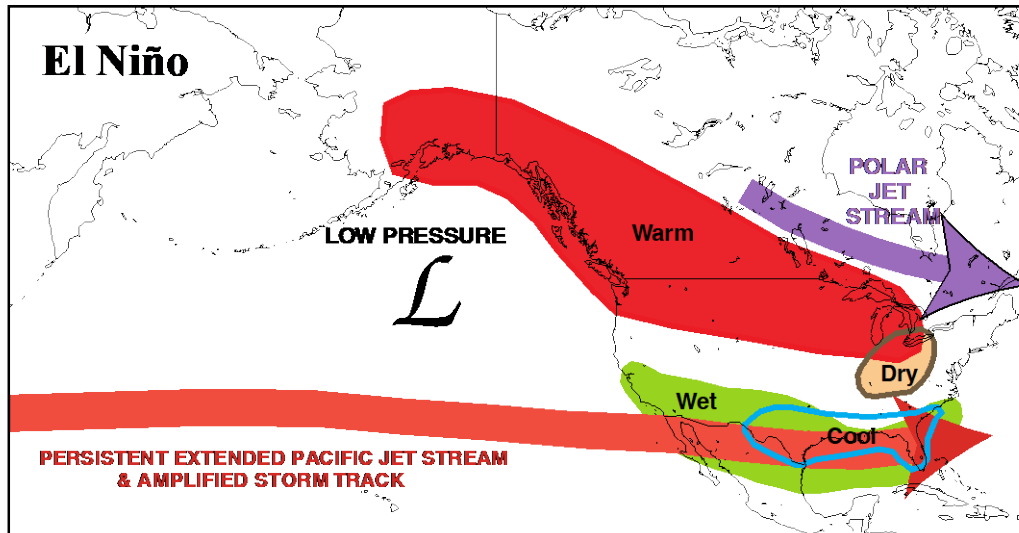 El Niño
POLAR
JET
STREAM
LOW PRESSURE
L
Warm
Dry
Wet
Cool
PERSISTENT EXTENDED PACIFIC JET STREAM
& AMPLIFIED STORM TRACK